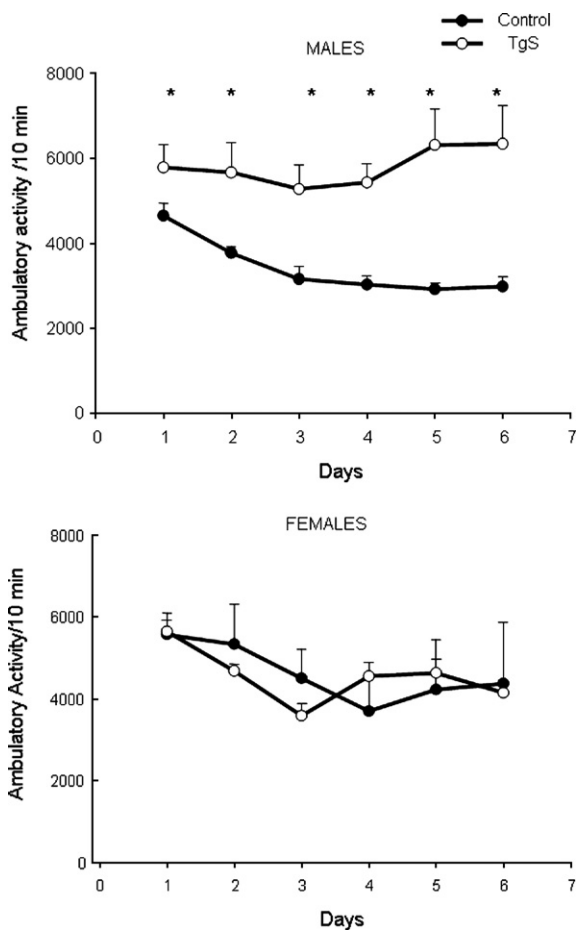 Control
TgS
MALES
* * * * * *
8000
6000
4000
2000
0
Ambulatory activity /10 min
0 1 2 3 4 5 6 7
Days
FEMALES
8000
6000
4000
2000
0
Ambulatory Activity/10 min
0 1 2 3 4 5 6 7
Days